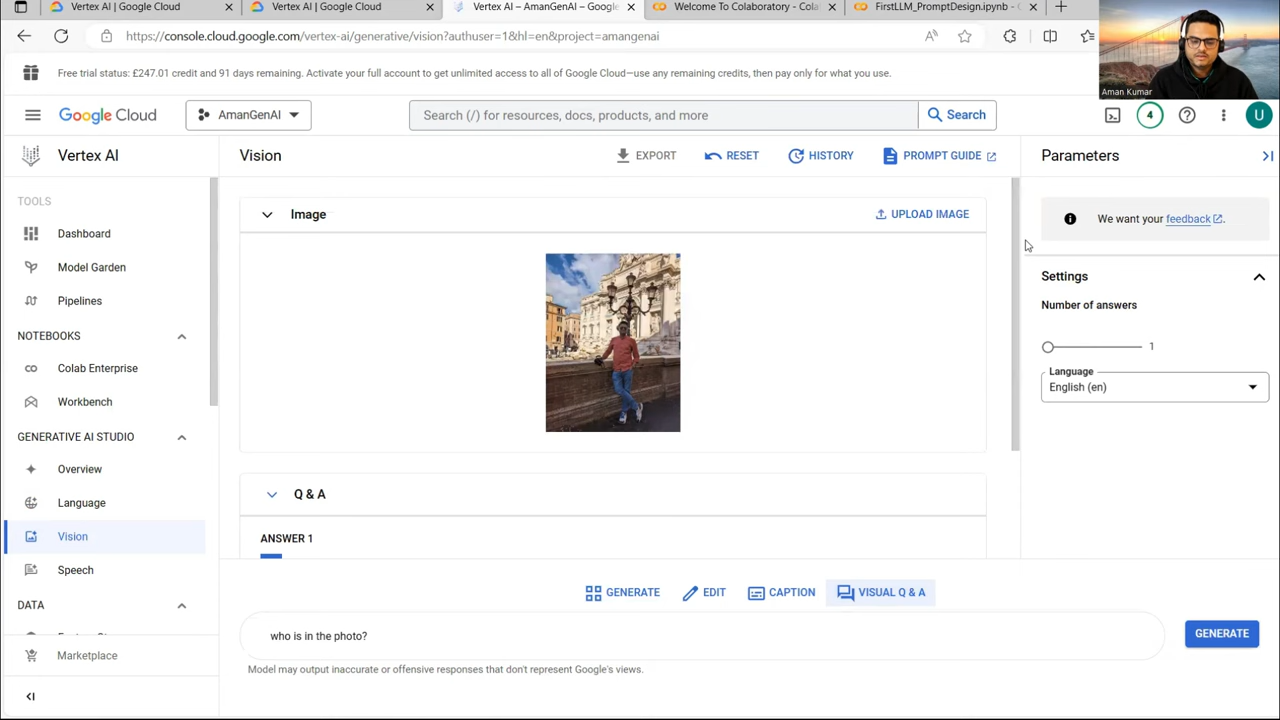 Vertex AI | Google Cloud
Vertex AI | Google Cloud
Vertex AI – AmanGenAI – Google
Welcome To Colaboratory - Cola
FirstLLM_PromptDesign.ipynb -
https://console.cloud.google.com/vertex-ai/generative/vision?authuser=1&hl=en&project=amangenai
Aman Kumar
Free trial status: £247.01 credit and 91 days remaining. Activate your full account to get unlimited access to all of Google Cloud—use any remaining credits, then pay only for what you use.
Google Cloud
AmanGenAI
Search (/) for resources, docs, products, and more
Search
4
U
Vertex AI
Vision
EXPORT
RESET
HISTORY
PROMPT GUIDE
Parameters
TOOLS
Dashboard
Model Garden
Pipelines
NOTEBOOKS
Colab Enterprise
Workbench
GENERATIVE AI STUDIO
Overview
Language
Vision
Speech
DATA
Marketplace
Image
UPLOAD IMAGE
Q & A
ANSWER 1
GENERATE
EDIT
CAPTION
VISUAL Q & A
who is in the photo?
GENERATE
Model may output inaccurate or offensive responses that don't represent Google's views.
We want your feedback.
Settings
Number of answers
1
Language
English (en)